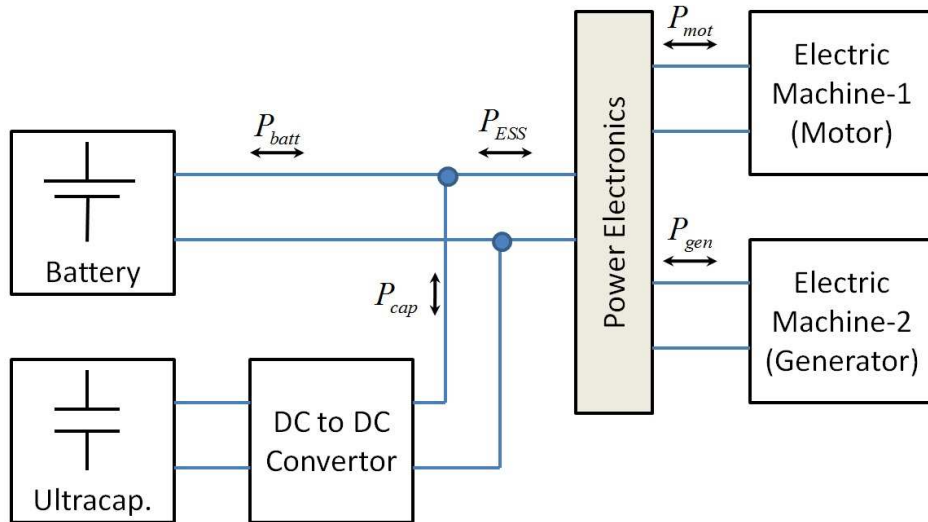 P_mot
Electric
Machine-1
(Motor)
P_batt
P_ESS
Power Electronics
Battery
P_gen
P_cap
Electric
Machine-2
(Generator)
DC to DC
Convertor
Ultracap.